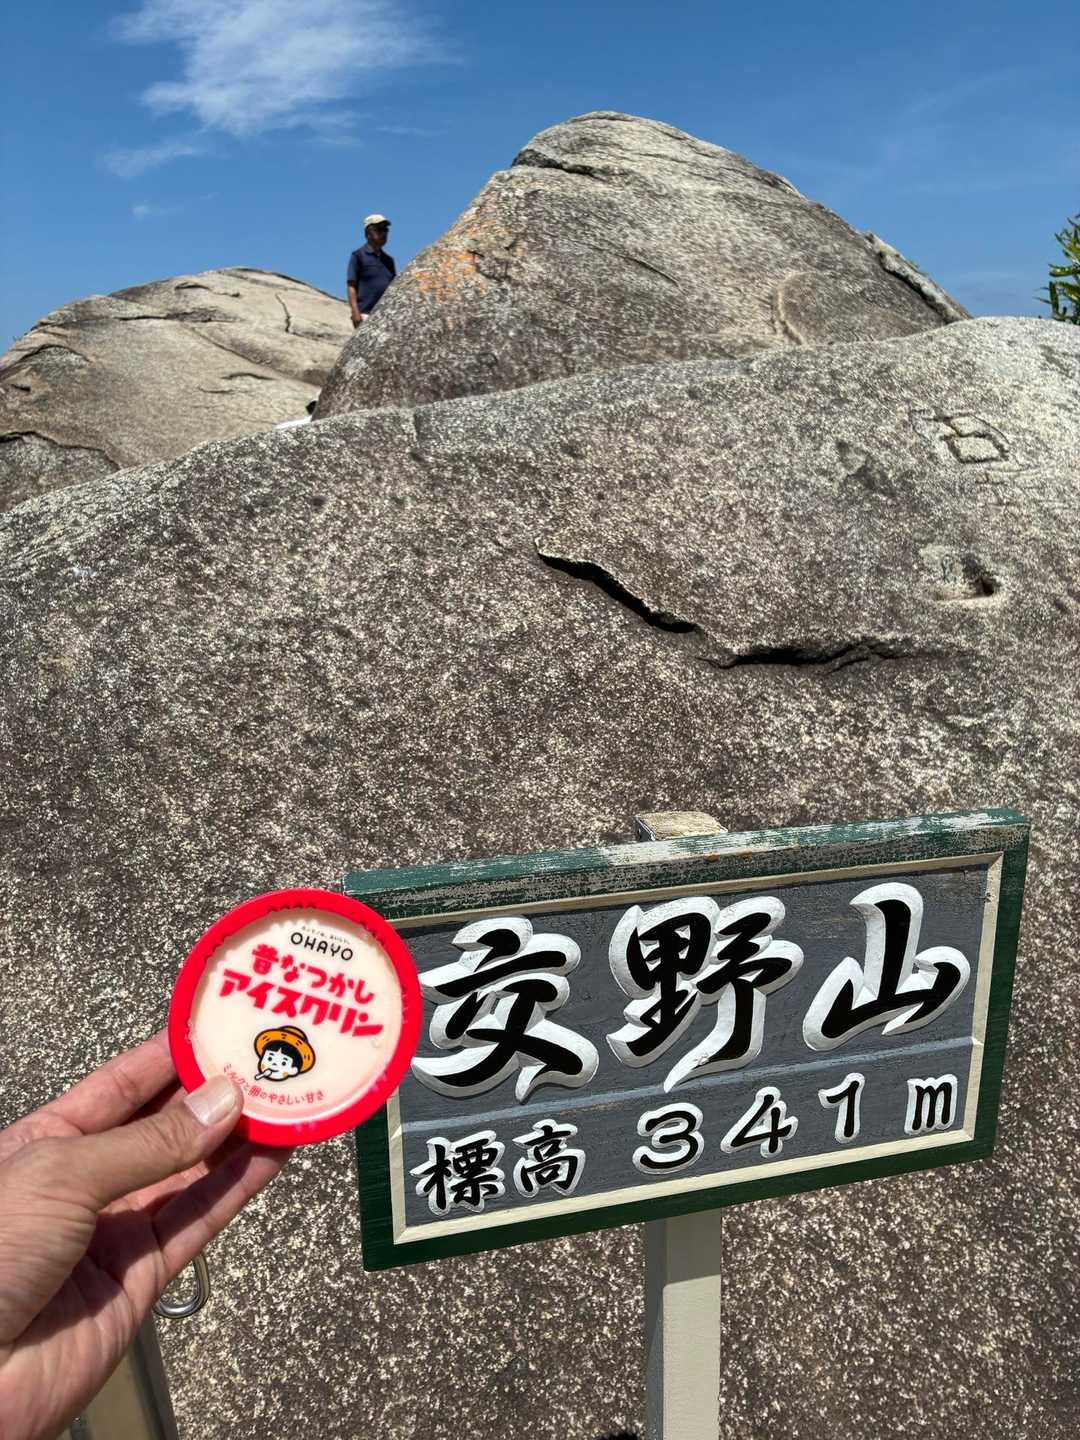 OHAYO
昔なつかし
アイスクリン
ミルクと卵のやさしい甘さ
交野山
標高 341m